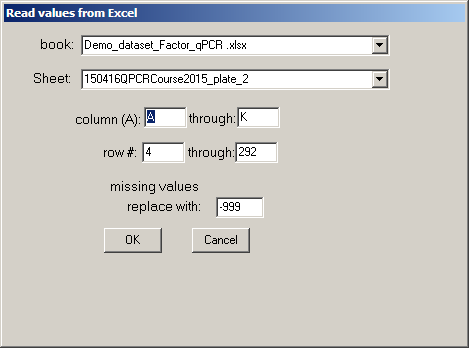 Read values from Excel
book: Demo_dataset_Factor_qPCR .xlsx
Sheet: 150416QPCRCourse2015_plate_2
column (A): A through: K
row #: 4 through: 292
missing values
replace with: -999
OK Cancel